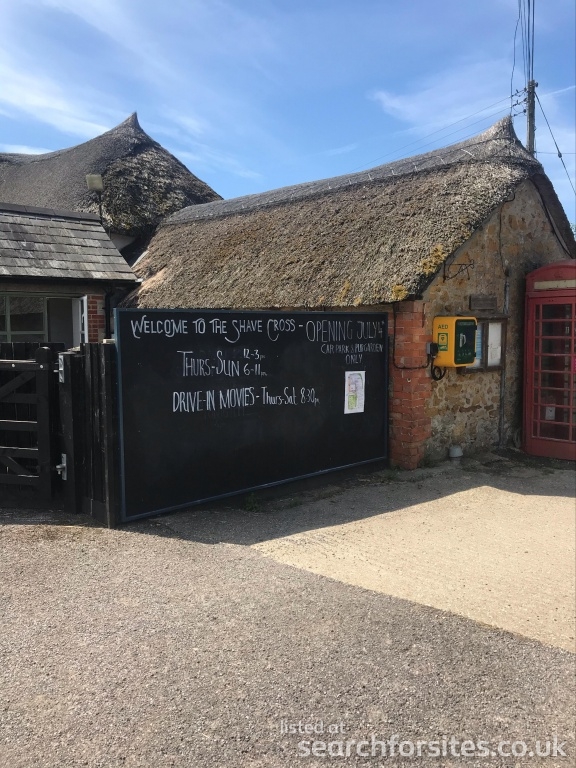 WELCOME TO THE SHAVE CROSS - OPENING JULY 4th
CAR PARK & PUB GARDEN
ONLY
THURS-SUN 12-3pm
6-11pm
DRIVE-IN MOVIES - Thurs-Sat 8:30pm
AED
listed at
searchforsites.co.uk